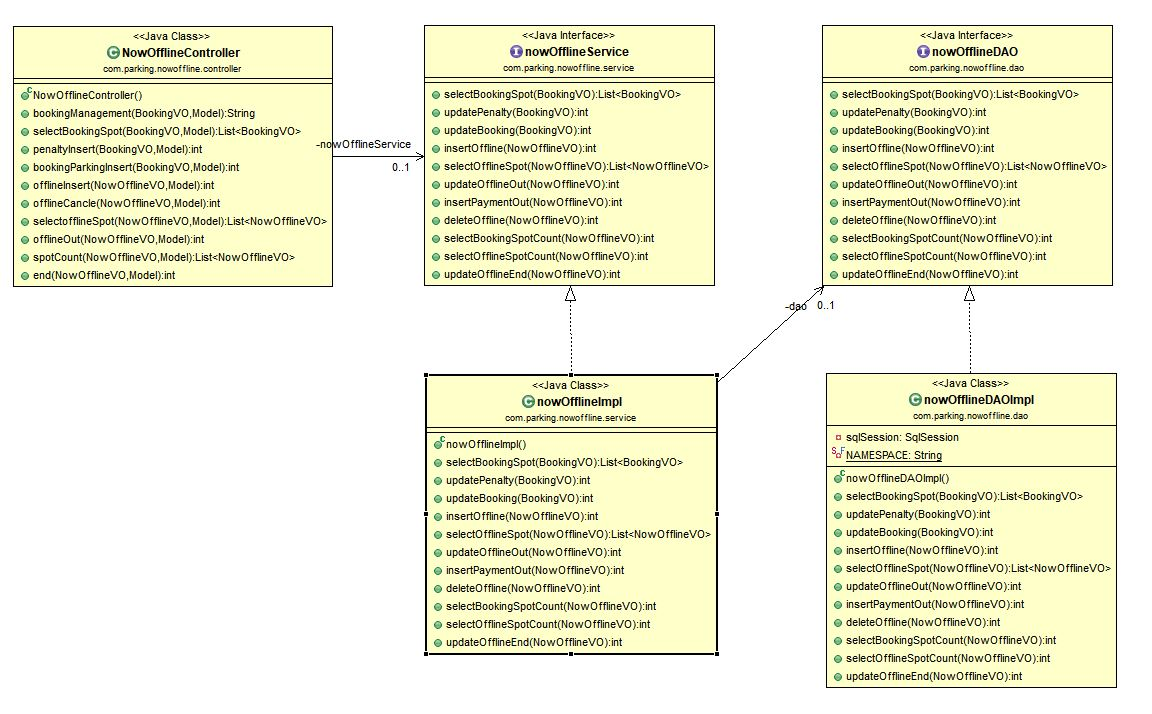 <<Java Class>>
NowOfflineController
com.parking.nowoffline.controller
NowOfflineController()
bookingManagement(BookingVO,Model):String
selectBookingSpot(BookingVO,Model):List<BookingVO>
penaltyInsert(BookingVO,Model):int
bookingParkingInsert(BookingVO,Model):int
offlineInsert(NowOfflineVO,Model):int
offlineCancle(NowOfflineVO,Model):int
selectofflineSpot(NowOfflineVO,Model):List<NowOfflineVO>
offlineOut(NowOfflineVO,Model):int
spotCount(NowOfflineVO,Model):List<NowOfflineVO>
end(NowOfflineVO,Model):int
-nowOfflineService
0..1
<<Java Interface>>
nowOfflineService
com.parking.nowoffline.service
selectBookingSpot(BookingVO):List<BookingVO>
updatePenalty(BookingVO):int
updateBooking(BookingVO):int
insertOffline(NowOfflineVO):int
selectOfflineSpot(NowOfflineVO):List<NowOfflineVO>
updateOfflineOut(NowOfflineVO):int
insertPaymentOut(NowOfflineVO):int
deleteOffline(NowOfflineVO):int
selectBookingSpotCount(NowOfflineVO):int
selectOfflineSpotCount(NowOfflineVO):int
updateOfflineEnd(NowOfflineVO):int
<<Java Interface>>
nowOfflineDAO
com.parking.nowoffline.dao
selectBookingSpot(BookingVO):List<BookingVO>
updatePenalty(BookingVO):int
updateBooking(BookingVO):int
insertOffline(NowOfflineVO):int
selectOfflineSpot(NowOfflineVO):List<NowOfflineVO>
updateOfflineOut(NowOfflineVO):int
insertPaymentOut(NowOfflineVO):int
deleteOffline(NowOfflineVO):int
selectBookingSpotCount(NowOfflineVO):int
selectOfflineSpotCount(NowOfflineVO):int
updateOfflineEnd(NowOfflineVO):int
-dao
0..1
<<Java Class>>
nowOfflineImpl
com.parking.nowoffline.service
nowOfflineImpl()
selectBookingSpot(BookingVO):List<BookingVO>
updatePenalty(BookingVO):int
updateBooking(BookingVO):int
insertOffline(NowOfflineVO):int
selectOfflineSpot(NowOfflineVO):List<NowOfflineVO>
updateOfflineOut(NowOfflineVO):int
insertPaymentOut(NowOfflineVO):int
deleteOffline(NowOfflineVO):int
selectBookingSpotCount(NowOfflineVO):int
selectOfflineSpotCount(NowOfflineVO):int
updateOfflineEnd(NowOfflineVO):int
<<Java Class>>
nowOfflineDAOImpl
com.parking.nowoffline.dao
sqlSession: SqlSession
NAMESPACE: String
nowOfflineDAOImpl()
selectBookingSpot(BookingVO):List<BookingVO>
updatePenalty(BookingVO):int
updateBooking(BookingVO):int
insertOffline(NowOfflineVO):int
selectOfflineSpot(NowOfflineVO):List<NowOfflineVO>
updateOfflineOut(NowOfflineVO):int
insertPaymentOut(NowOfflineVO):int
deleteOffline(NowOfflineVO):int
selectBookingSpotCount(NowOfflineVO):int
selectOfflineSpotCount(NowOfflineVO):int
updateOfflineEnd(NowOfflineVO):int